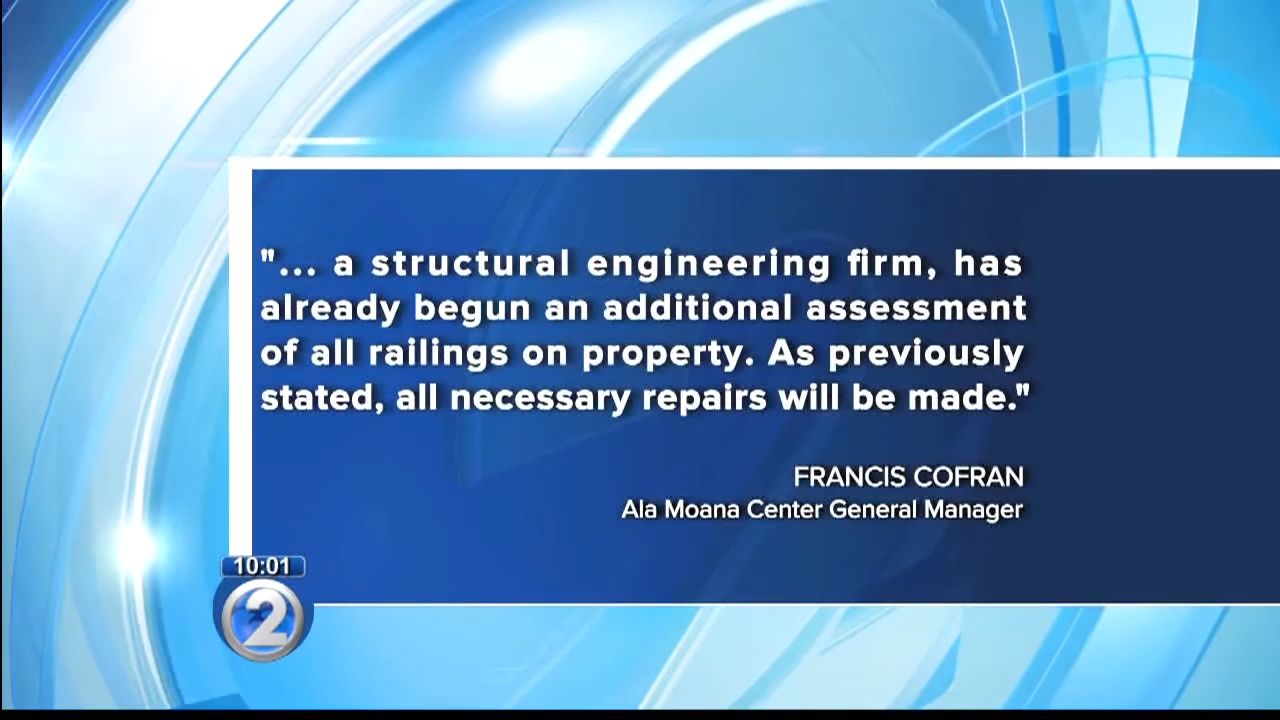 "... a structural engineering firm, has
already begun an additional assessment
of all railings on property. As previously
stated, all necessary repairs will be made."
FRANCIS COFRAN
Ala Moana Center General Manager
10:01
2